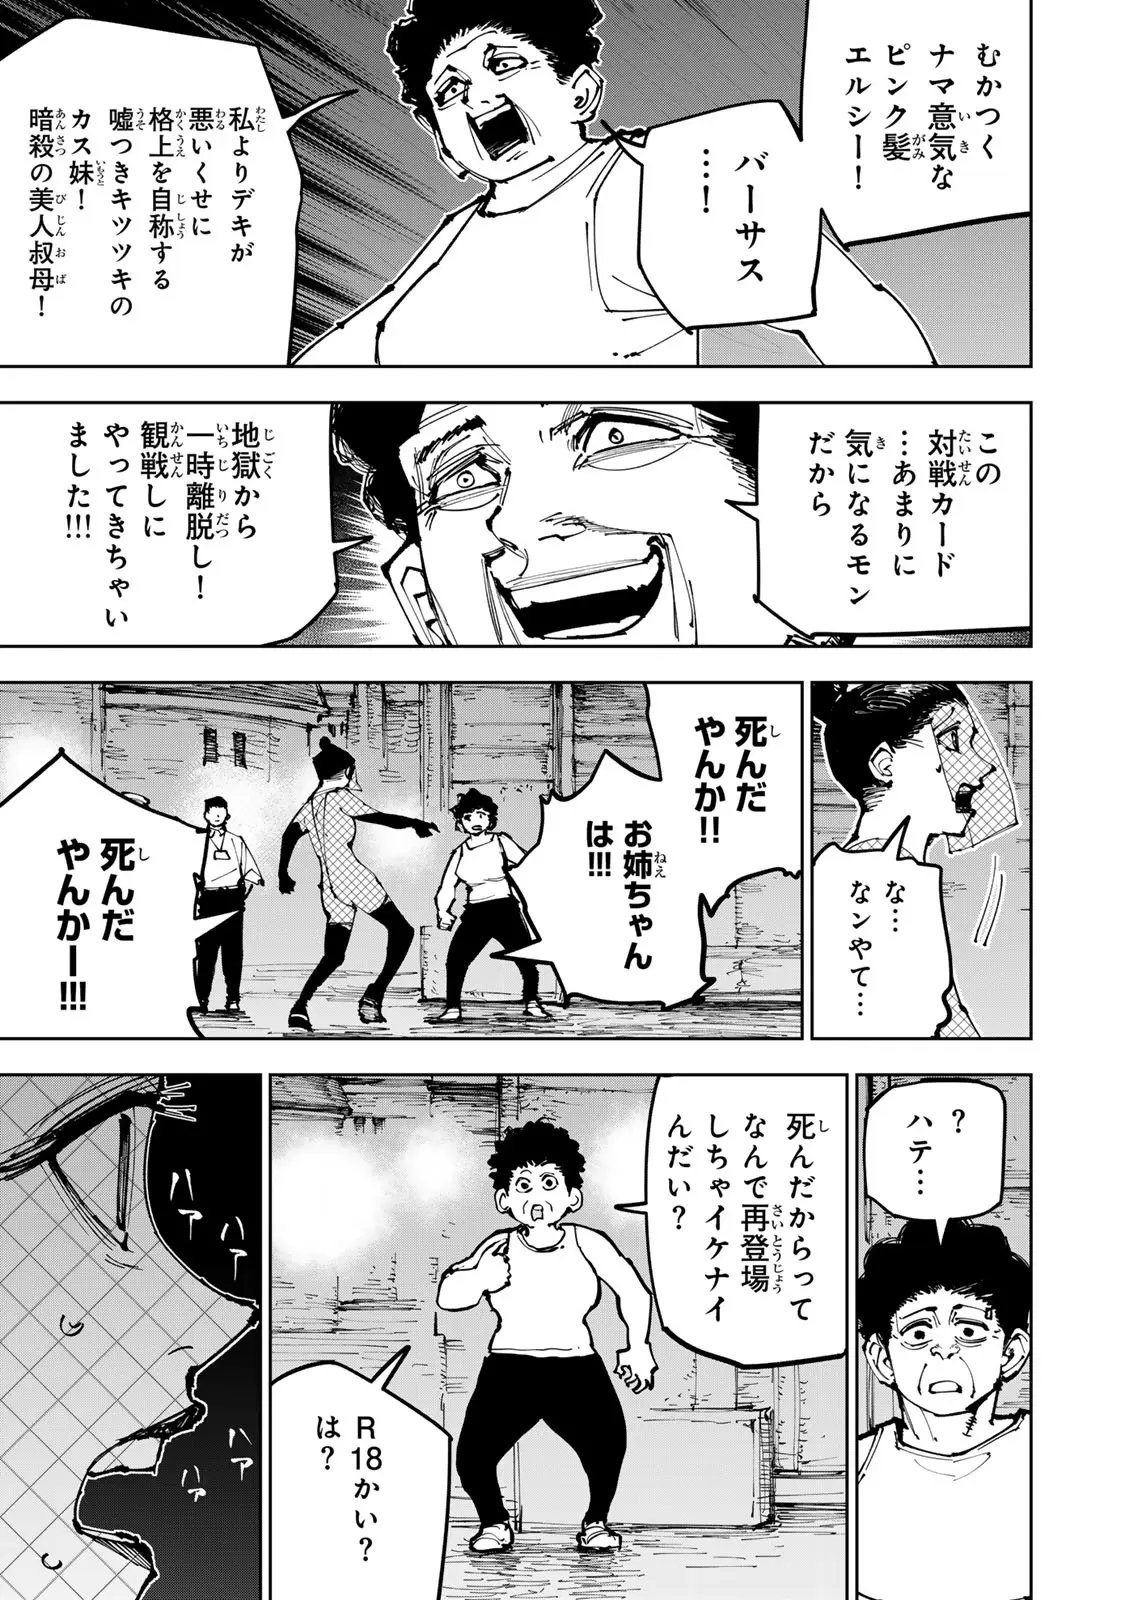 むかつく
ナマ意気な
ピンク髪
エルシー!
バーサス
…!
私よりデキが
悪いくせに
格上を自称する
嘘つきキツツキの
カス妹!
暗殺の美人叔母!
この
対戦カード
…あまりに
気になるモン
だから
地獄から
一時離脱し!
観戦しに
やってきちゃい
ました!!!
な…
なンやて…
死んだ
やんか!!
お姉ちゃん
は!!!
死んだ
やんかー!!!
?
ハテ…
死んだからって
なんで再登場
しちゃイケナイ
んだい?
R18かい?
は?
ハァ
ハァ
ハァ
ハァ